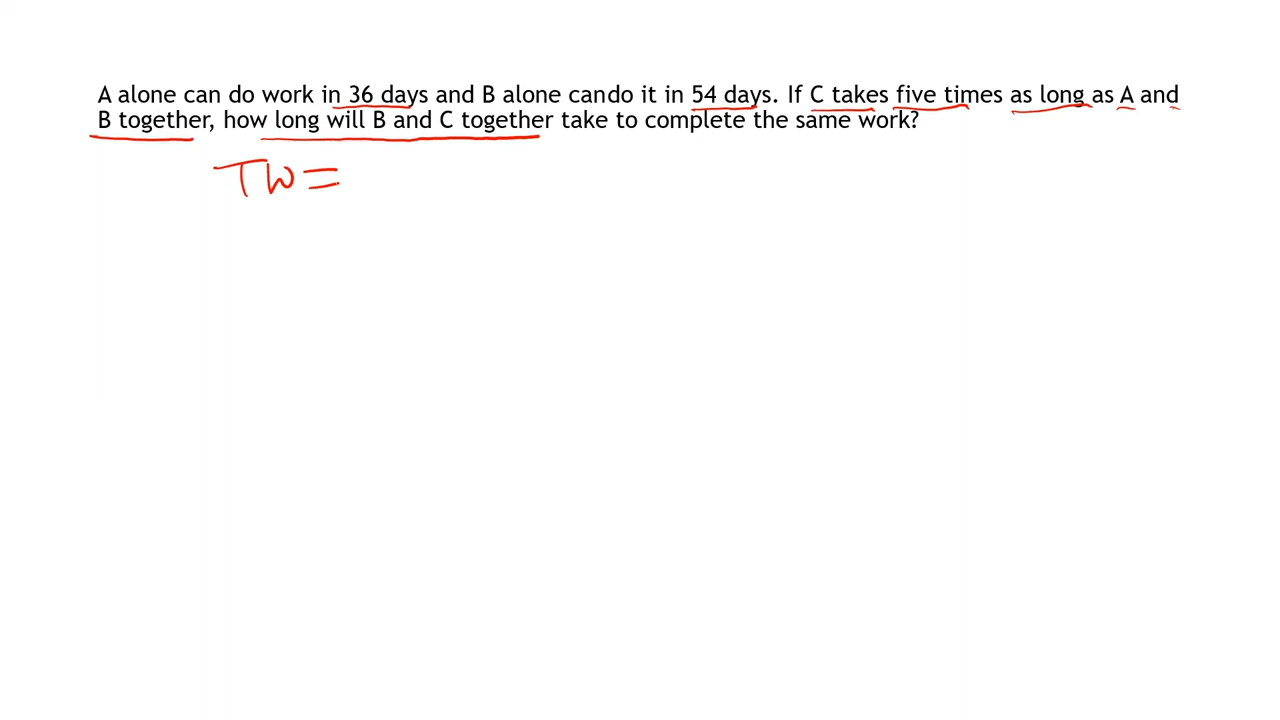 A alone can do work in 36 days and B alone cando it in 54 days. If C takes five times as long as A and
B together, how long will B and C together take to complete the same work?
TW=